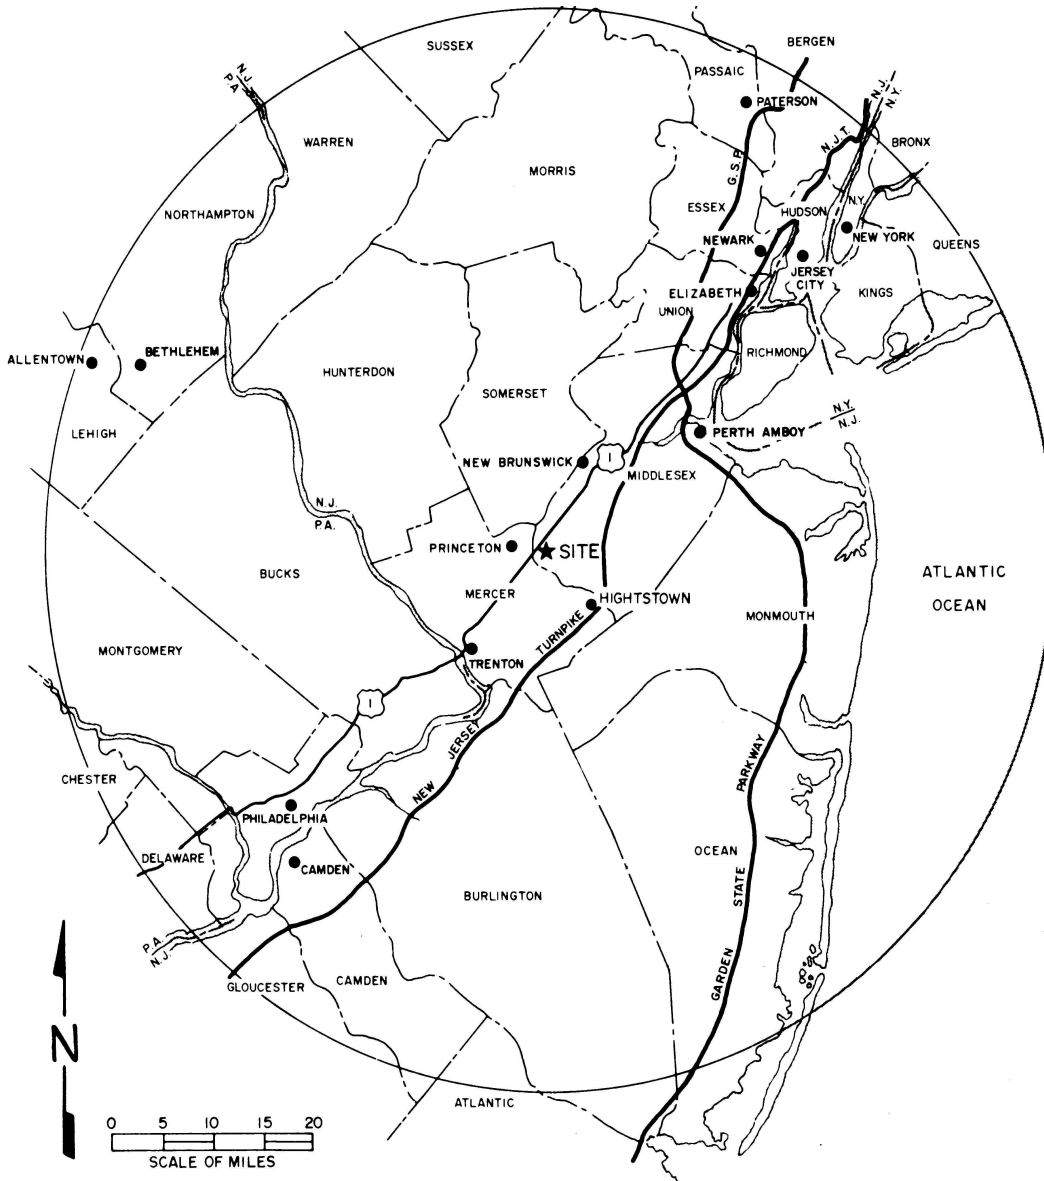 BERGEN
SUSSEX
PASSAIC
N.J.
P.A.
N.J.
N.Y.
PATERSON
WARREN
N.J.T.
BRONX
G.S.P.
MORRIS
NORTHAMPTON
ESSEX
HUDSON
N.Y.
NEWARK
NEW YORK
QUEENS
JERSEY
CITY
ELIZABETH
KINGS
UNION
RICHMOND
ALLENTOWN
BETHLEHEM
HUNTERDON
SOMERSET
N.Y.
N.J.
LEHIGH
PERTH AMBOY
NEW BRUNSWICK
1
MIDDLESEX
N.J.
P.A.
PRINCETON
SITE
BUCKS
ATLANTIC
OCEAN
MERCER
HIGHTSTOWN
MONMOUTH
MONTGOMERY
TRENTON
1
NEW JERSEY TURNPIKE
CHESTER
PHILADELPHIA
DELAWARE
CAMDEN
OCEAN
GARDEN STATE PARKWAY
BURLINGTON
P.A.
N.J.
GLOUCESTER
CAMDEN
N
ATLANTIC
0 5 10 15 20
SCALE OF MILES